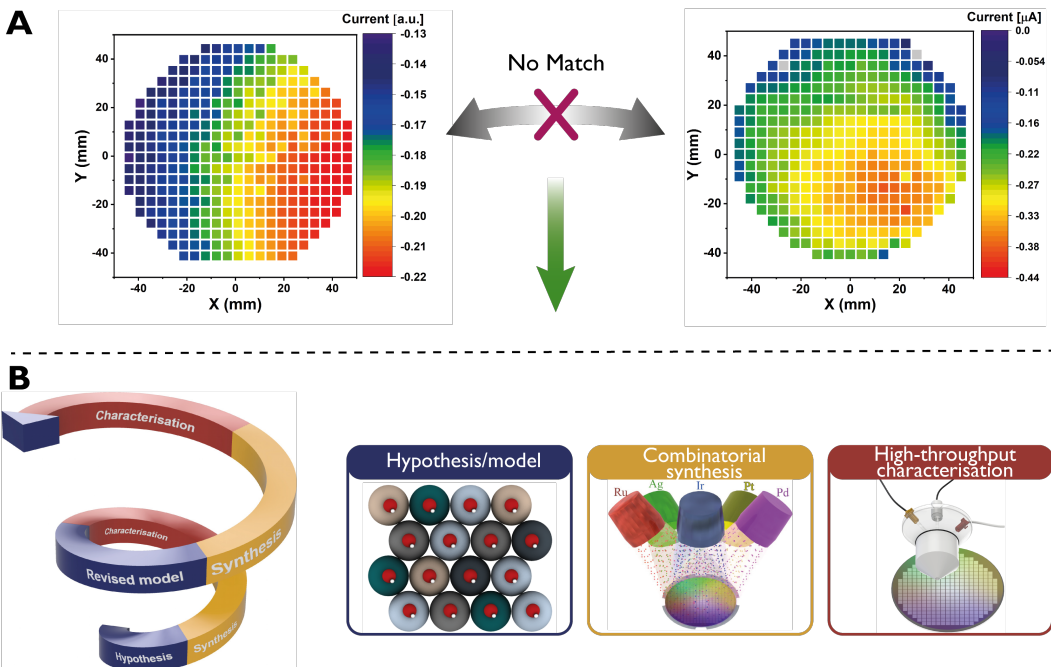 A
Current [a.u.]
-0.13
-0.14
-0.15
-0.17
-0.18
-0.19
-0.20
-0.21
-0.22
40
20
0
-20
-40
Y (mm)
-40 -20 0 20 40
X (mm)
No Match
Current [µA]
0.0
-0.054
-0.11
-0.16
-0.22
-0.27
-0.33
-0.38
-0.44
40
20
0
-20
-40
Y (mm)
-40 -20 0 20 40
X (mm)
B
Characterisation
Characterisation
Synthesis
Revised model
Synthesis
Hypothesis
Hypothesis/model
Combinatorial
synthesis
Ru Ag Ir Pt Pd
High-throughput
characterisation